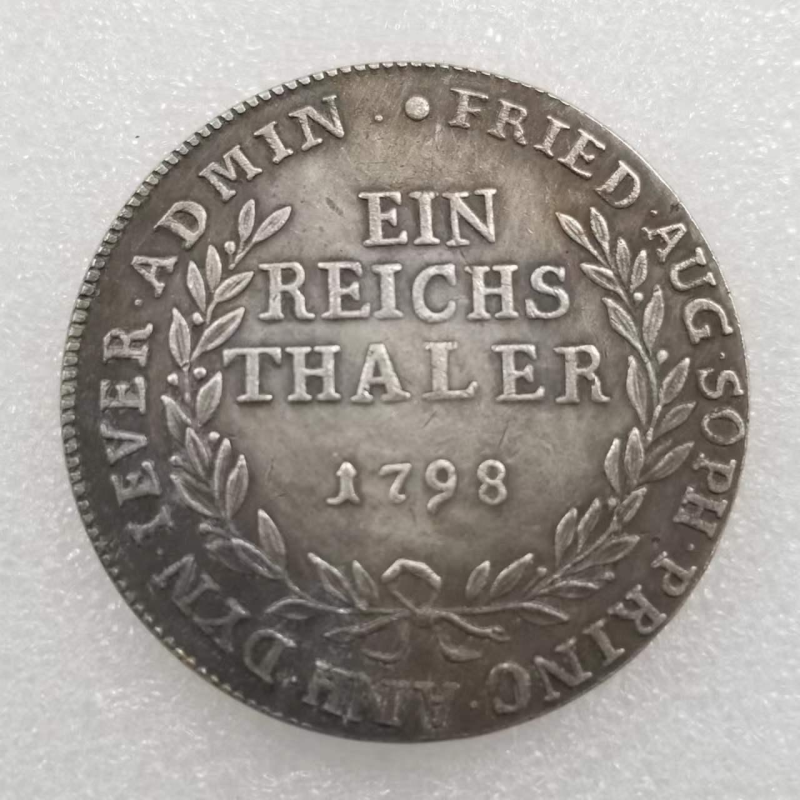 FRIED·AUG·SOPH·PRINC·ANH·DYN·IEVER·ADMIN·
EIN
REICHS
THALER
1798